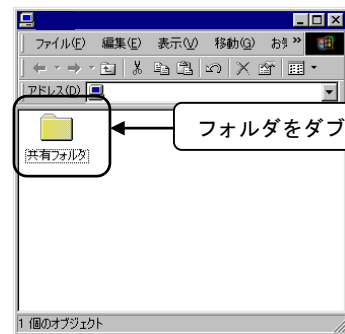 ファイル(F) 編集(E) 表示(V) 移動(G) お気 »
アドレス(D)
フォルダをダブ
共有フォルダ
1 個のオブジェクト